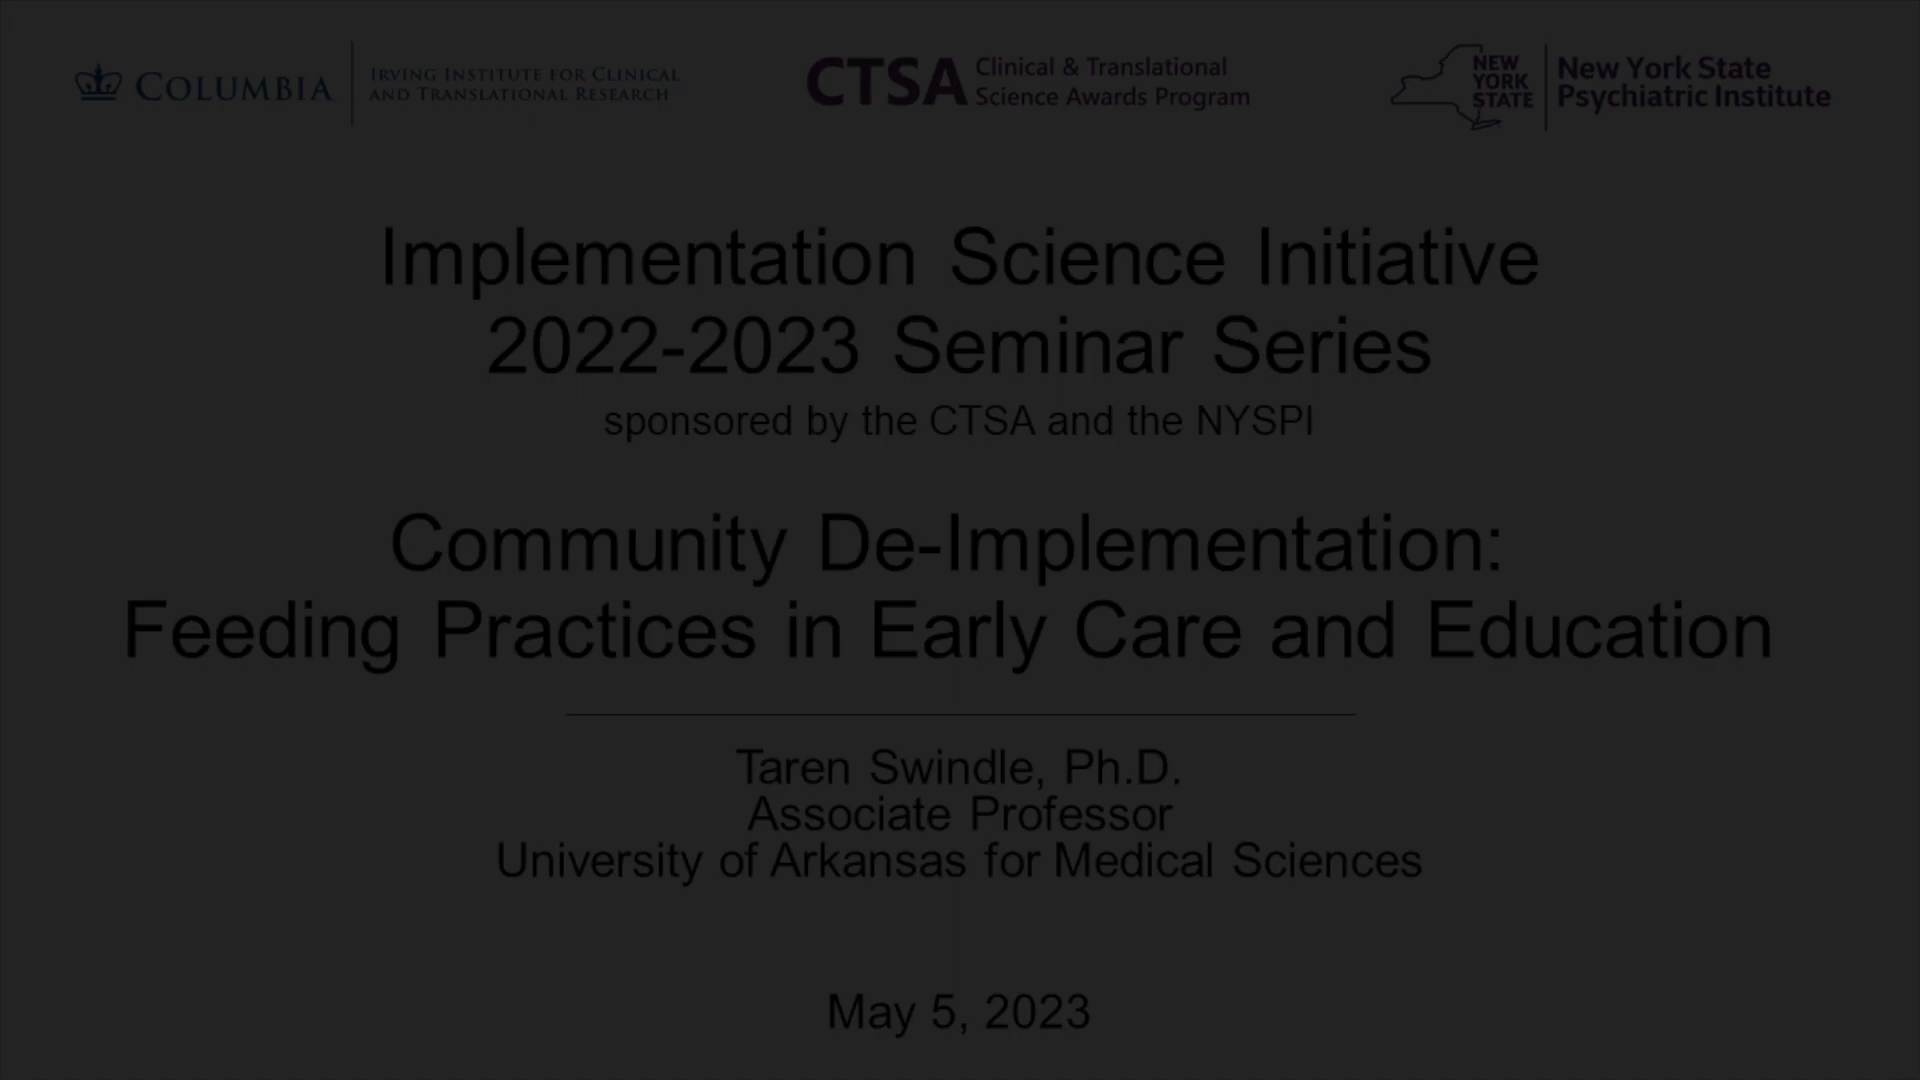 COLUMBIA
IRVING INSTITUTE FOR CLINICAL
AND TRANSLATIONAL RESEARCH
CTSA
Clinical & Translational
Science Awards Program
NEW
YORK
STATE
New York State
Psychiatric Institute
Implementation Science Initiative
2022-2023 Seminar Series
sponsored by the CTSA and the NYSPI
Community De-Implementation:
Feeding Practices in Early Care and Education
Taren Swindle, Ph.D.
Associate Professor
University of Arkansas for Medical Sciences
May 5, 2023